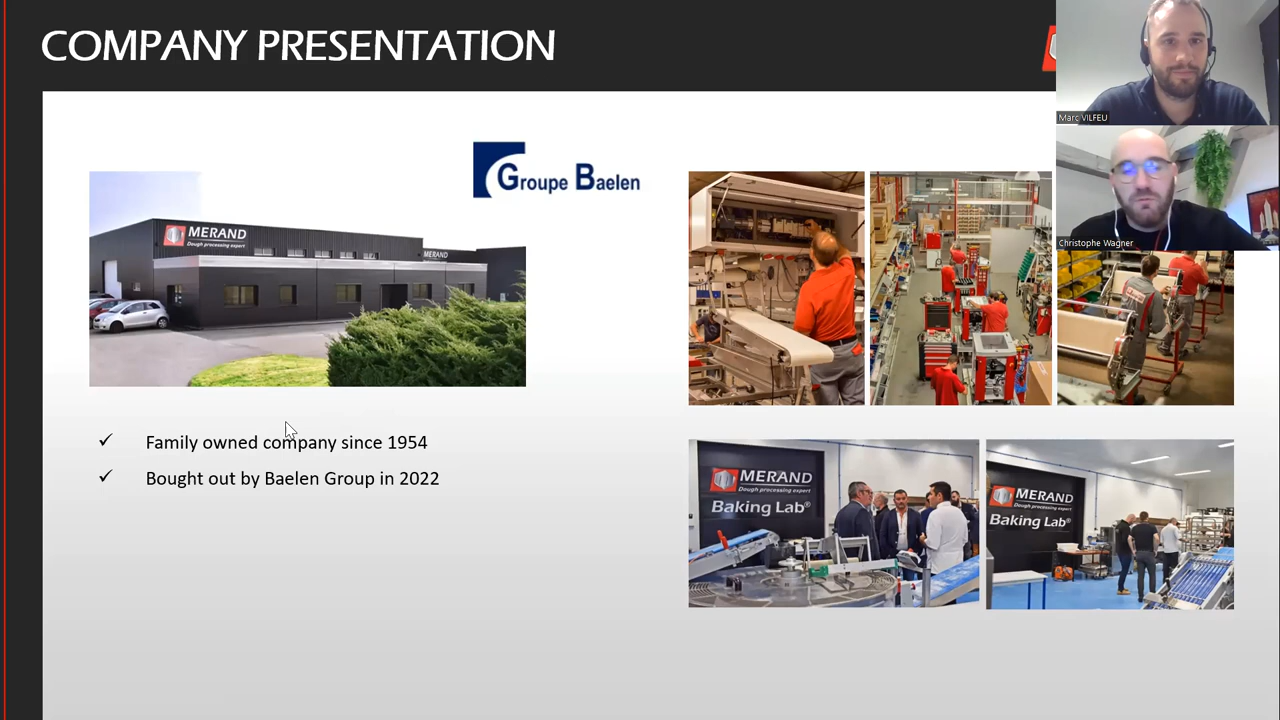 COMPANY PRESENTATION
Marc VILFEU
Christophe Wagner
Groupe Baelen
MERAND
Dough processing expert
MERAND
Family owned company since 1954
Bought out by Baelen Group in 2022
MERAND
Dough processing expert
Baking Lab®
MERAND
Dough processing expert
Baking Lab®